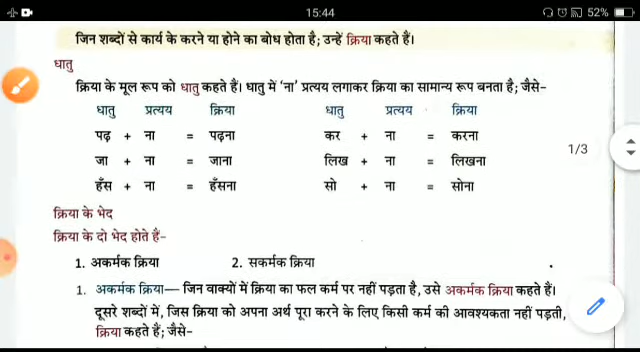 15:44
52%
जिन शब्दों से कार्य के करने या होने का बोध होता है; उन्हें क्रिया कहते हैं।
धातु
क्रिया के मूल रूप को धातु कहते हैं। धातु में 'ना' प्रत्यय लगाकर क्रिया का सामान्य रूप बनता है; जैसे–
धातु प्रत्यय क्रिया धातु प्रत्यय क्रिया
पढ़ + ना = पढ़ना कर + ना = करना
1/3
जा + ना = जाना लिख + ना = लिखना
हँस + ना = हँसना सो + ना = सोना
क्रिया के भेद
क्रिया के दो भेद होते हैं–
1. अकर्मक क्रिया 2. सकर्मक क्रिया
1. अकर्मक क्रिया— जिन वाक्यों में क्रिया का फल कर्म पर नहीं पड़ता है, उसे अकर्मक क्रिया कहते हैं।
दूसरे शब्दों में, जिस क्रिया को अपना अर्थ पूरा करने के लिए किसी कर्म की आवश्यकता नहीं पड़ती,
क्रिया कहते हैं; जैसे–